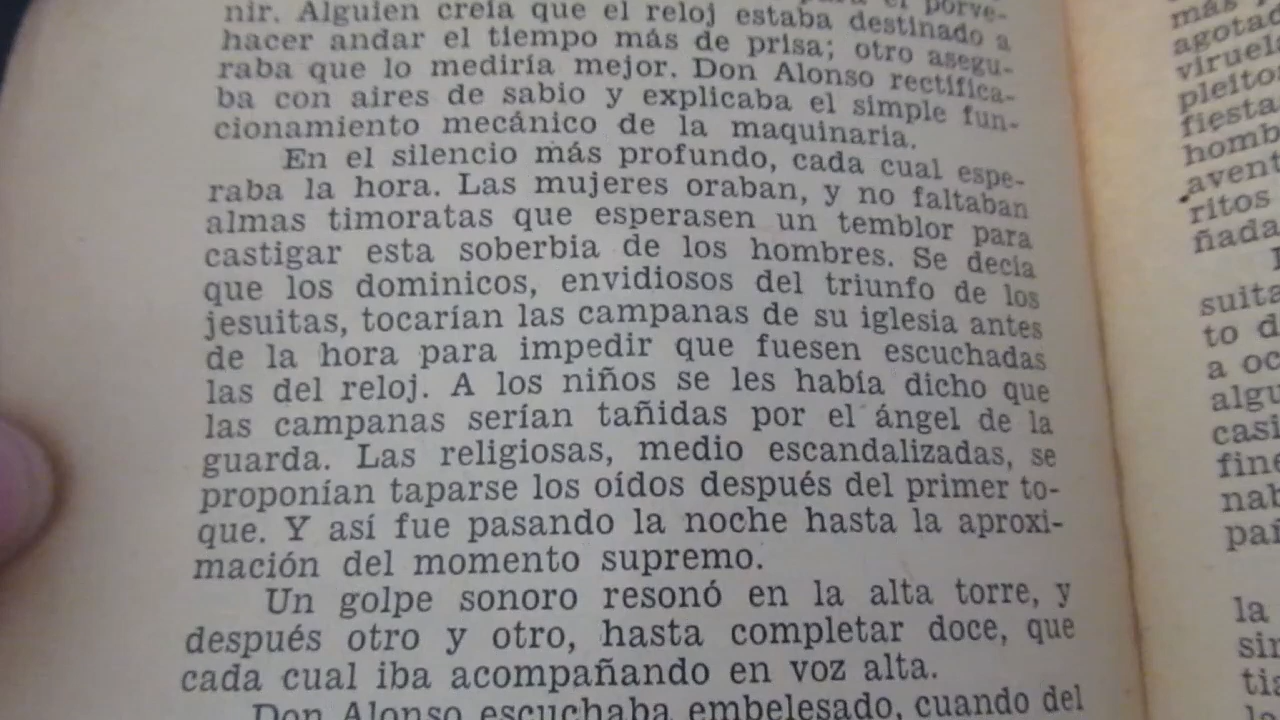 nir. Alguien creía que el reloj estaba destinado a
hacer andar el tiempo más de prisa; otro asegu-
raba que lo mediría mejor. Don Alonso rectifica-
ba con aires de sabio y explicaba el simple fun-
cionamiento mecánico de la maquinaria.
En el silencio más profundo, cada cual espe-
raba la hora. Las mujeres oraban, y no faltaban
almas timoratas que esperasen un temblor para
castigar esta soberbia de los hombres. Se decía
que los dominicos, envidiosos del triunfo de los
jesuitas, tocarían las campanas de su iglesia antes
de la hora para impedir que fuesen escuchadas
las del reloj. A los niños se les había dicho que
las campanas serían tañidas por el ángel de la
guarda. Las religiosas, medio escandalizadas, se
proponían taparse los oídos después del primer to-
que. Y así fue pasando la noche hasta la aproxi-
mación del momento supremo.
Un golpe sonoro resonó en la alta torre, y
después otro y otro, hasta completar doce, que
cada cual iba acompañando en voz alta.
Don Alonso escuchaba embelesado, cuando del